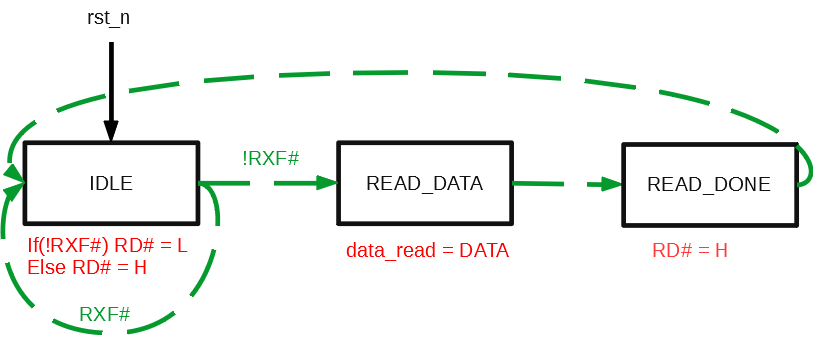 rst_n
!RXF#
IDLE
READ_DATA
READ_DONE
If(!RXF#) RD# = L
Else RD# = H
data_read = DATA
RD# = H
RXF#